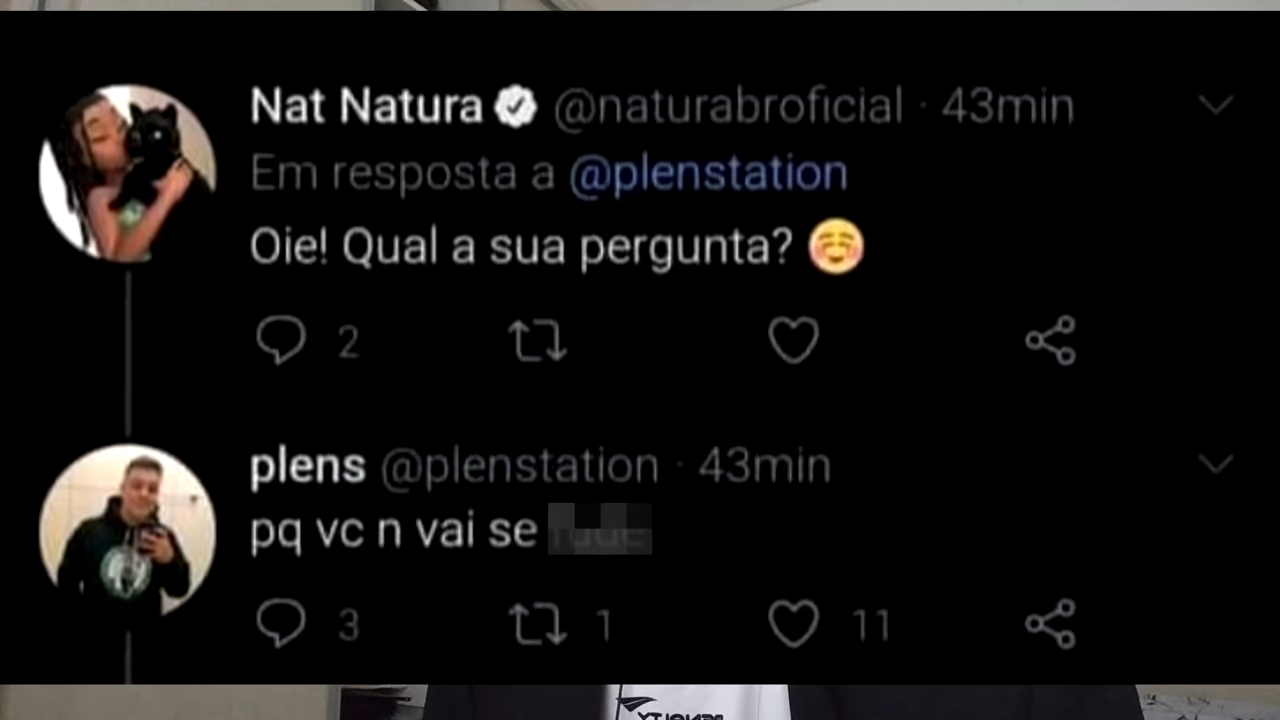 Nat Natura @naturabroficial · 43min
Em resposta a @plenstation
Oie! Qual a sua pergunta? ☺️
2
plens @plenstation · 43min
pq vc n vai se
3 1 11